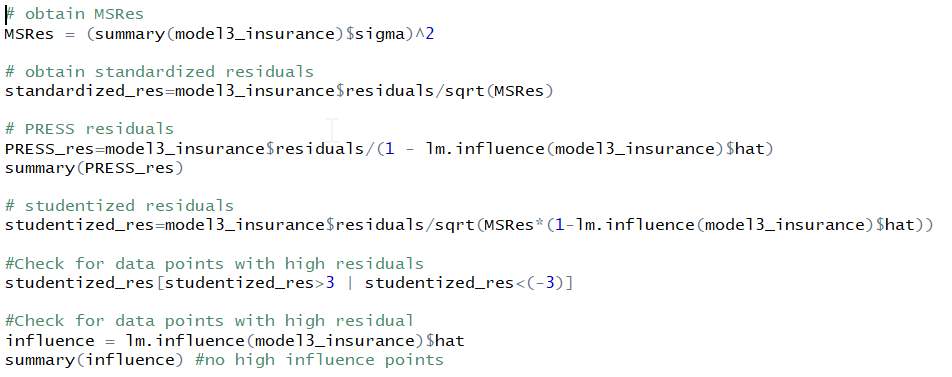 # obtain MSRes
MSRes = (summary(model3_insurance)$sigma)^2
# obtain standardized residuals
standardized_res=model3_insurance$residuals/sqrt(MSRes)
# PRESS residuals
PRESS_res=model3_insurance$residuals/(1 - lm.influence(model3_insurance)$hat)
summary(PRESS_res)
# studentized residuals
studentized_res=model3_insurance$residuals/sqrt(MSRes*(1-lm.influence(model3_insurance)$hat))
#Check for data points with high residuals
studentized_res[studentized_res>3 | studentized_res<(-3)]
#Check for data points with high residual
influence = lm.influence(model3_insurance)$hat
summary(influence) #no high influence points